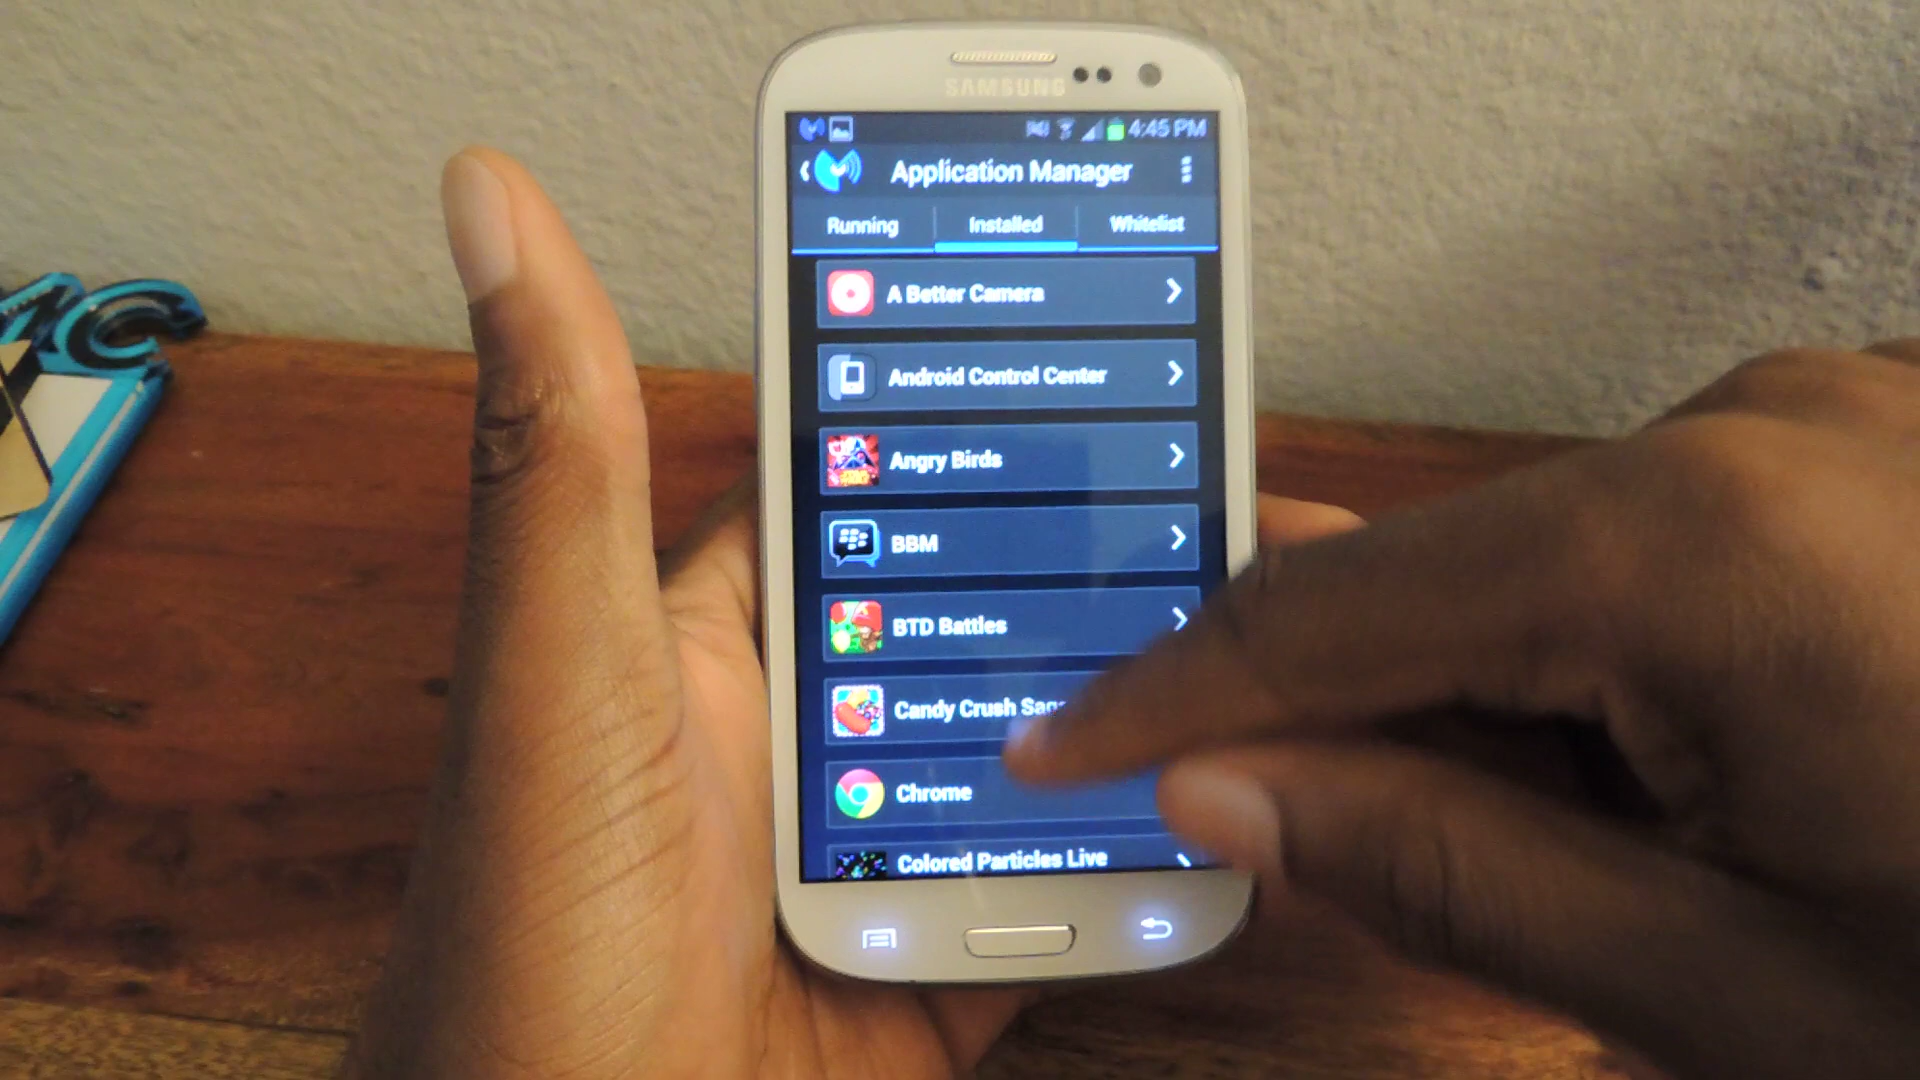 SAMSUNG
4:45 PM
Application Manager
Running Installed Whitelist
A Better Camera
Android Control Center
Angry Birds
BBM
BTD Battles
Candy Crush Saga
Chrome
Colored Particles Live